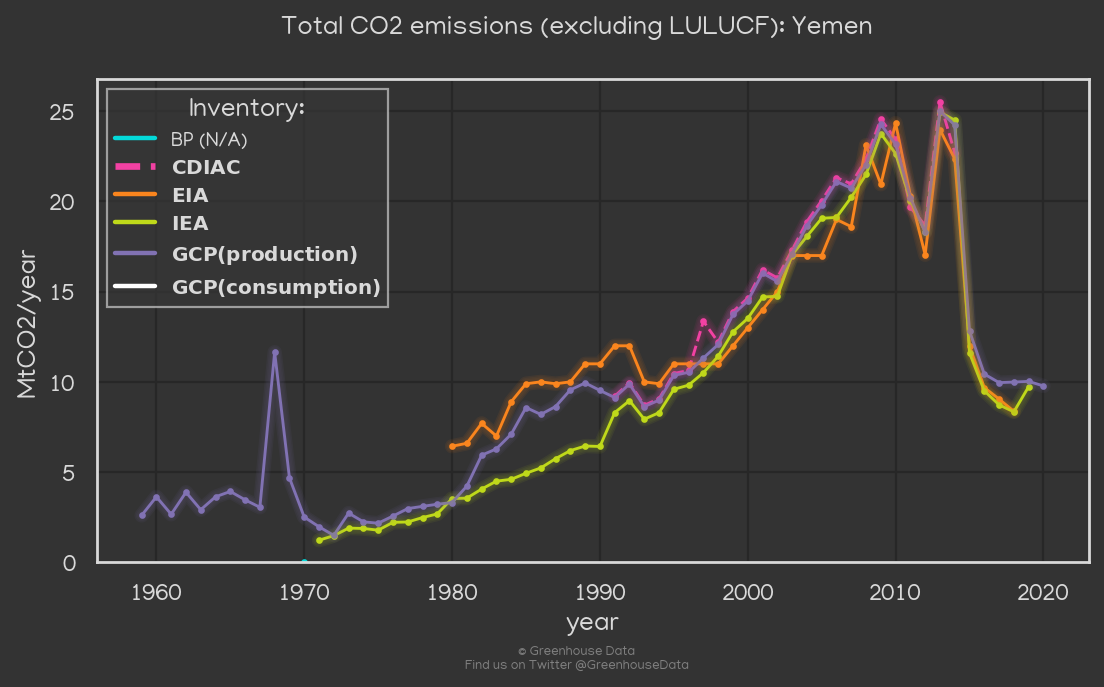 Total CO2 emissions (excluding LULUCF): Yemen
MtCO2/year
25
20
15
10
5
0
Inventory:
BP (N/A)
CDIAC
EIA
IEA
GCP(production)
GCP(consumption)
1960 1970 1980 1990 2000 2010 2020
year
© Greenhouse Data
Find us on Twitter @GreenhouseData